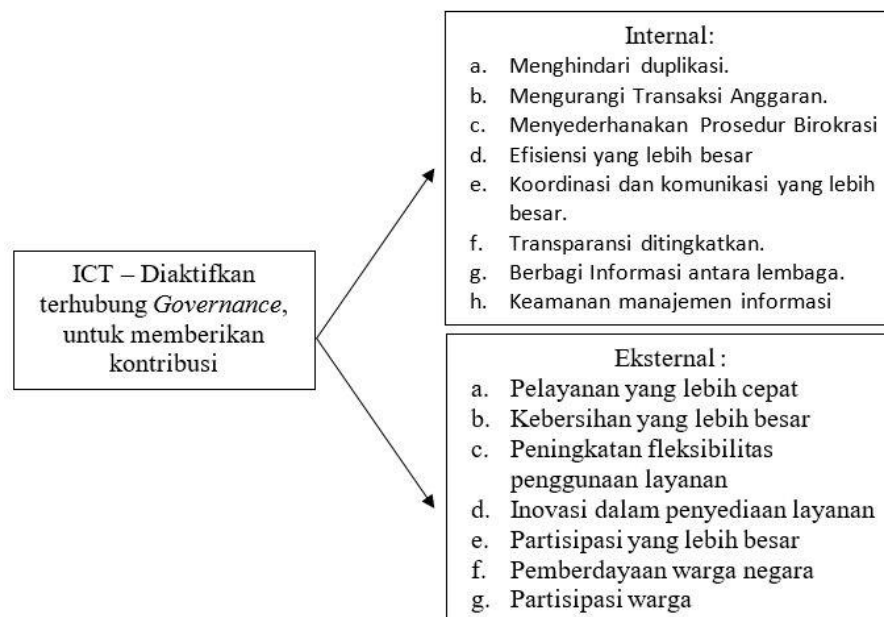 ICT – Diaktifkan
terhubung Governance,
untuk memberikan
kontribusi
Internal:
a. Menghindari duplikasi.
b. Mengurangi Transaksi Anggaran.
c. Menyederhanakan Prosedur Birokrasi
d. Efisiensi yang lebih besar
e. Koordinasi dan komunikasi yang lebih
besar.
f. Transparansi ditingkatkan.
g. Berbagi Informasi antara lembaga.
h. Keamanan manajemen informasi
Eksternal :
a. Pelayanan yang lebih cepat
b. Kebersihan yang lebih besar
c. Peningkatan fleksibilitas
penggunaan layanan
d. Inovasi dalam penyediaan layanan
e. Partisipasi yang lebih besar
f. Pemberdayaan warga negara
g. Partisipasi warga